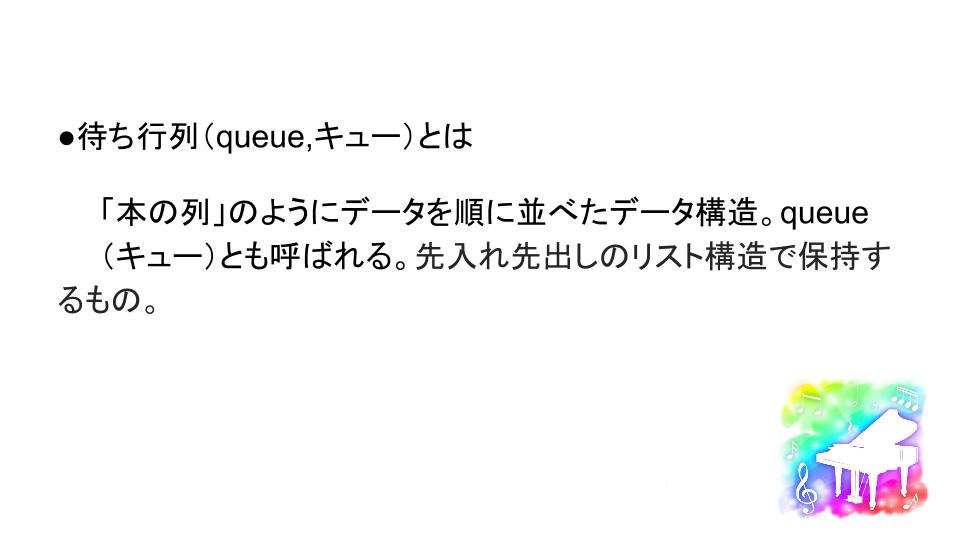 ●待ち行列（queue,キュー）とは
「本の列」のようにデータを順に並べたデータ構造。queue
（キュー）とも呼ばれる。先入れ先出しのリスト構造で保持す
るもの。